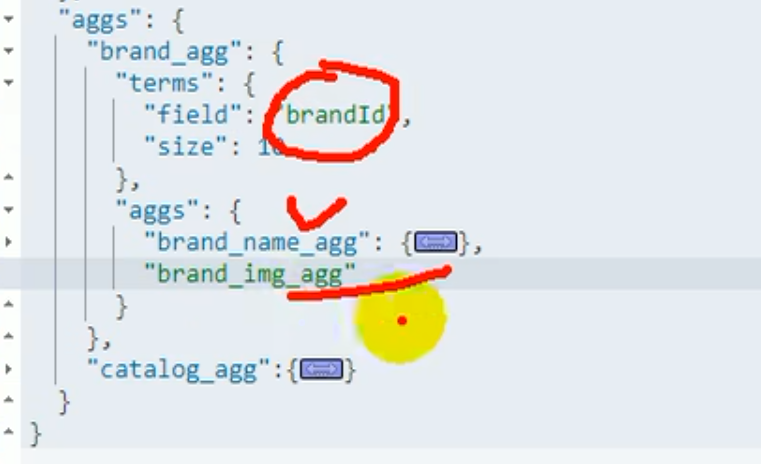 "aggs": {
"brand_agg": {
"terms": {
"field": "brandId",
"size": 10
},
"aggs": {
"brand_name_agg": {},
"brand_img_agg"
}
},
"catalog_agg":{}
}
}